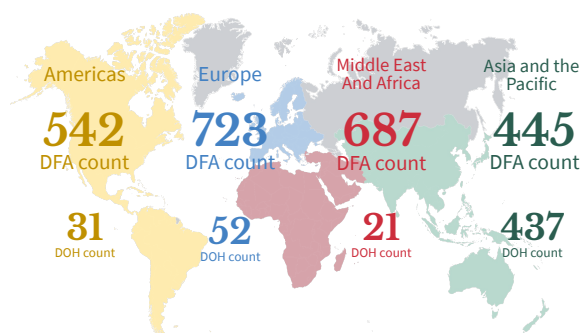 Americas
542
DFA count
31
DOH count
Europe
723
DFA count
52
DOH count
Middle East
And Africa
687
DFA count
21
DOH count
Asia and the
Pacific
445
DFA count
437
DOH count